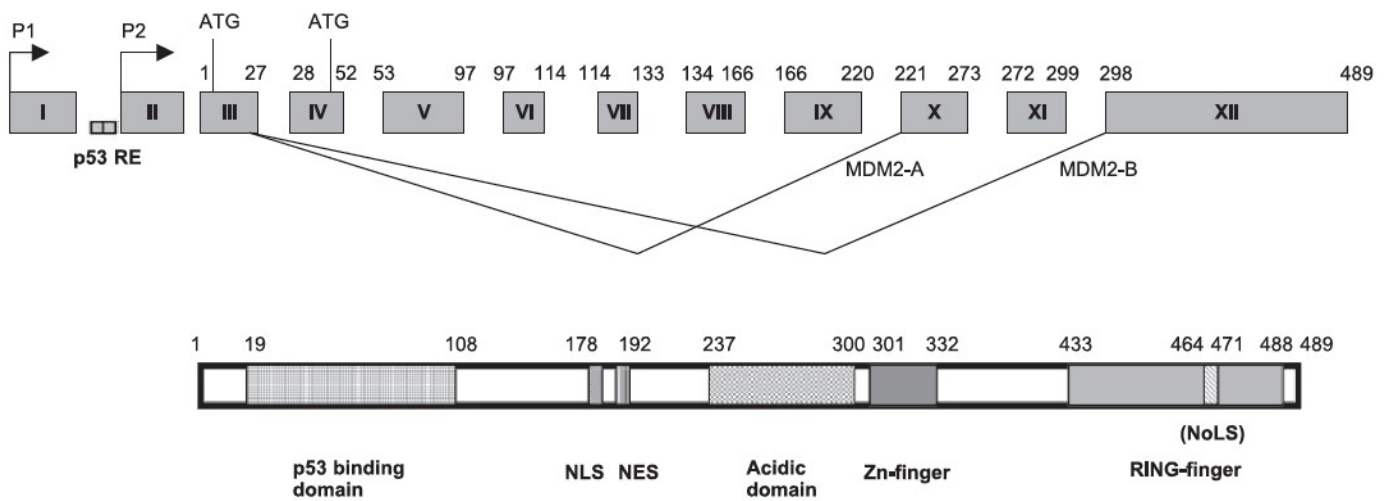 P1 P2 ATG ATG
1 27 28 52 53 97 97 114 114 133 134 166 166 220 221 273 272 299 298 489
I II III IV V VI VII VIII IX X XI XII
p53 RE
MDM2-A MDM2-B
1 19 108 178 192 237 300 301 332 433 464 471 488 489
(NoLS)
p53 binding NLS NES Acidic Zn-finger RING-finger
domain domain